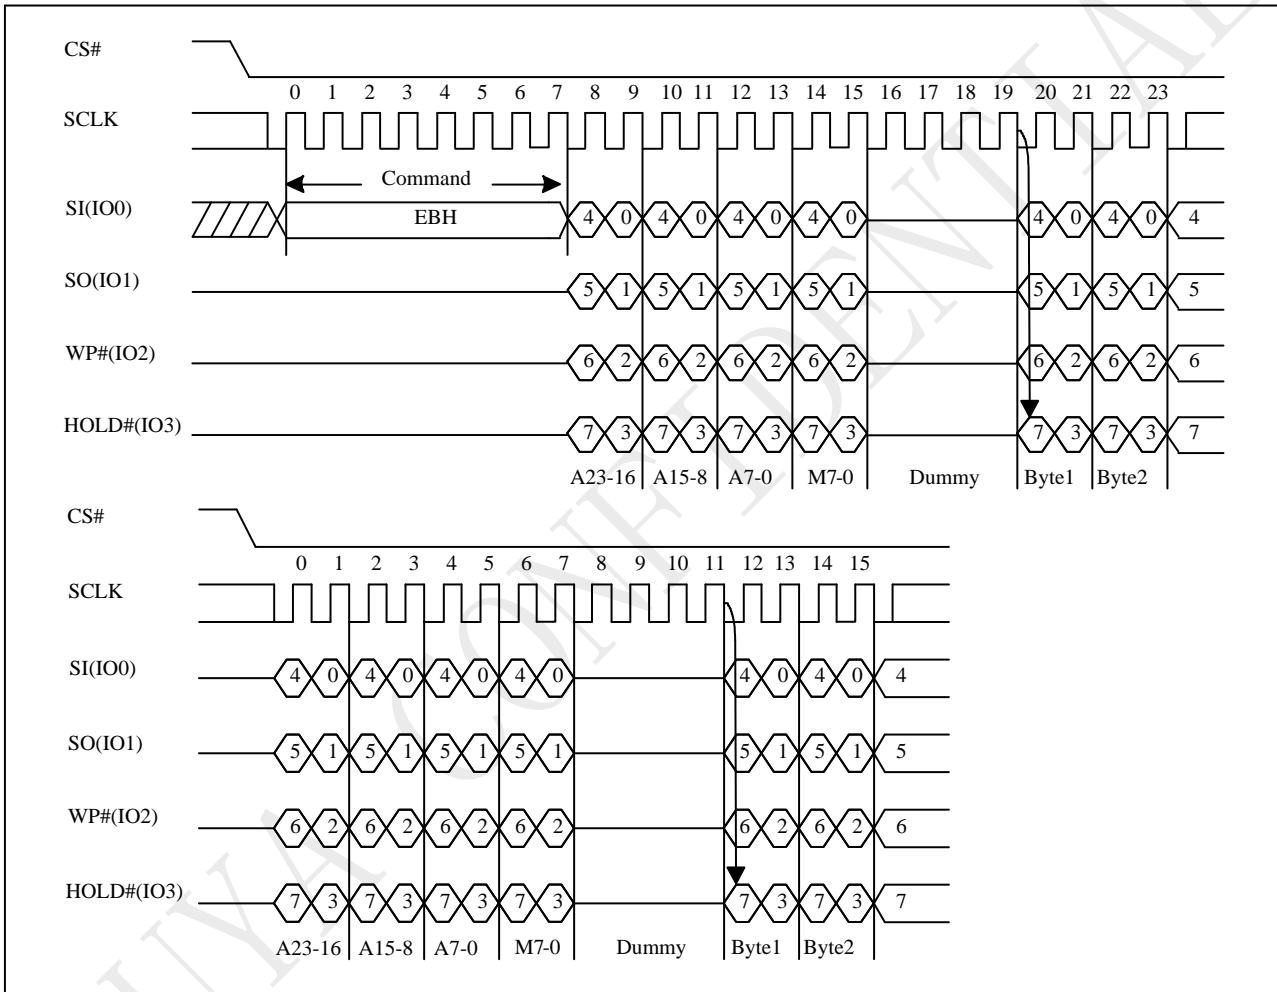 CS#
0 1 2 3 4 5 6 7 8 9 10 11 12 13 14 15 16 17 18 19 20 21 22 23
SCLK
Command
SI(IO0) EBH 4 0 4 0 4 0 4 0 4 0 4 0 4
SO(IO1) 5 1 5 1 5 1 5 1 5 1 5 1 5
WP#(IO2) 6 2 6 2 6 2 6 2 6 2 6 2 6
HOLD#(IO3) 7 3 7 3 7 3 7 3 7 3 7 3 7
A23-16 A15-8 A7-0 M7-0 Dummy Byte1 Byte2
CS#
0 1 2 3 4 5 6 7 8 9 10 11 12 13 14 15
SCLK
SI(IO0) 4 0 4 0 4 0 4 0 4 0 4 0 4
SO(IO1) 5 1 5 1 5 1 5 1 5 1 5 1 5
WP#(IO2) 6 2 6 2 6 2 6 2 6 2 6 2 6
HOLD#(IO3) 7 3 7 3 7 3 7 3 7 3 7 3 7
A23-16 A15-8 A7-0 M7-0 Dummy Byte1 Byte2
UYA CONFIDENTIAL